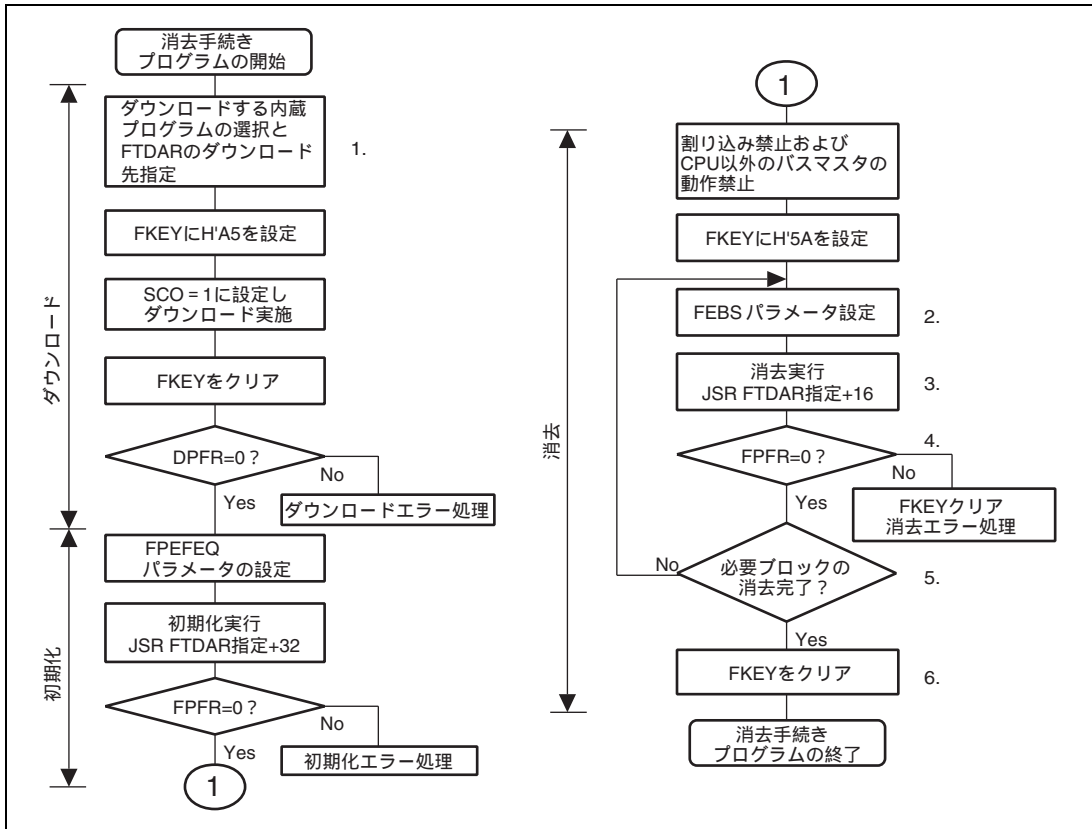 消去手続き
プログラムの開始
ダウンロード
ダウンロードする内蔵
プログラムの選択と
FTDARのダウンロード
先指定
1.
FKEYにH'A5を設定
SCO = 1に設定し
ダウンロード実施
FKEYをクリア
DPFR=0 ?
No
Yes
ダウンロードエラー処理
初期化
FPEFEQ
パラメータの設定
初期化実行
JSR FTDAR指定+32
FPFR=0 ?
No
Yes
初期化エラー処理
1
1
消去
割り込み禁止および
CPU以外のバスマスタの
動作禁止
FKEYにH'5Aを設定
FEBS パラメータ設定
2.
消去実行
JSR FTDAR指定+16
3.
4.
FPFR=0 ?
No
Yes
FKEYクリア
消去エラー処理
No
必要ブロックの
消去完了 ?
5.
Yes
FKEYをクリア
6.
消去手続き
プログラムの終了